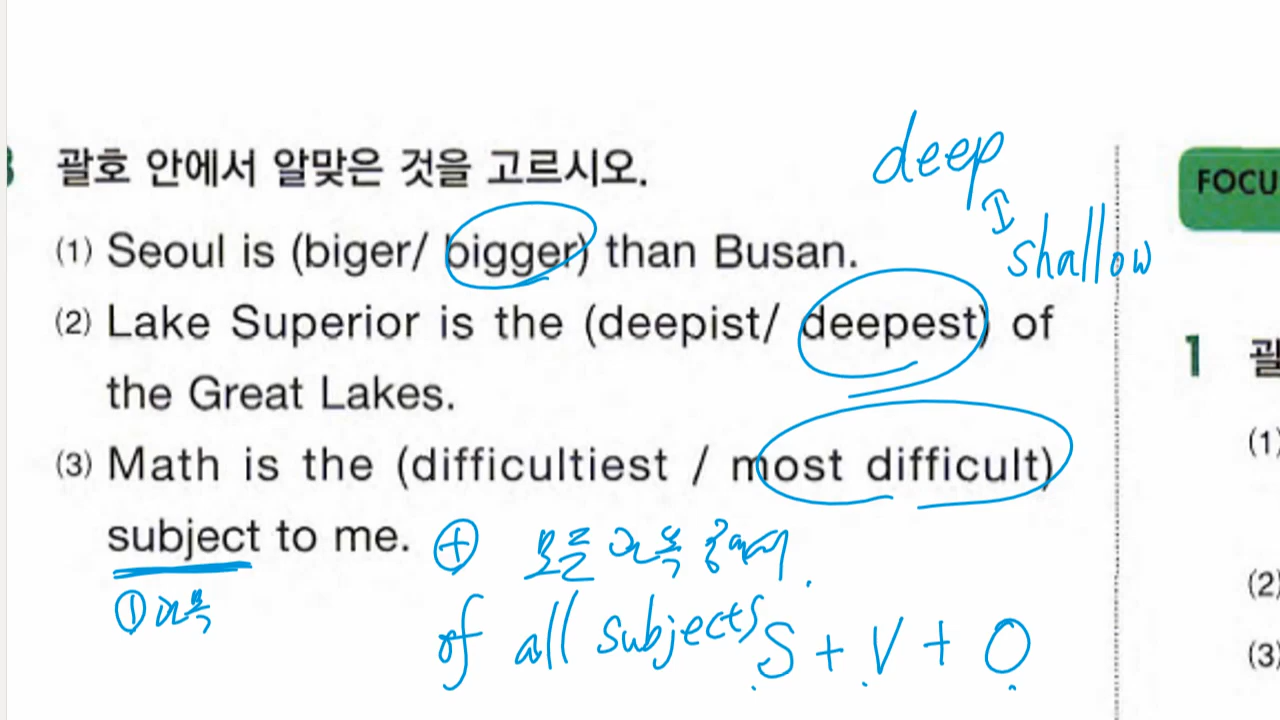 괄호 안에서 알맞은 것을 고르시오.
(1) Seoul is (biger/ bigger) than Busan.
(2) Lake Superior is the (deepist/ deepest) of
the Great Lakes.
(3) Math is the (difficultiest / most difficult)
subject to me.
deep
shallow
① 과목
⊕ 모든 과목 중에서.
of all subjects
S + V + O
FOCU
1 괄
(1)
(2)
(3)